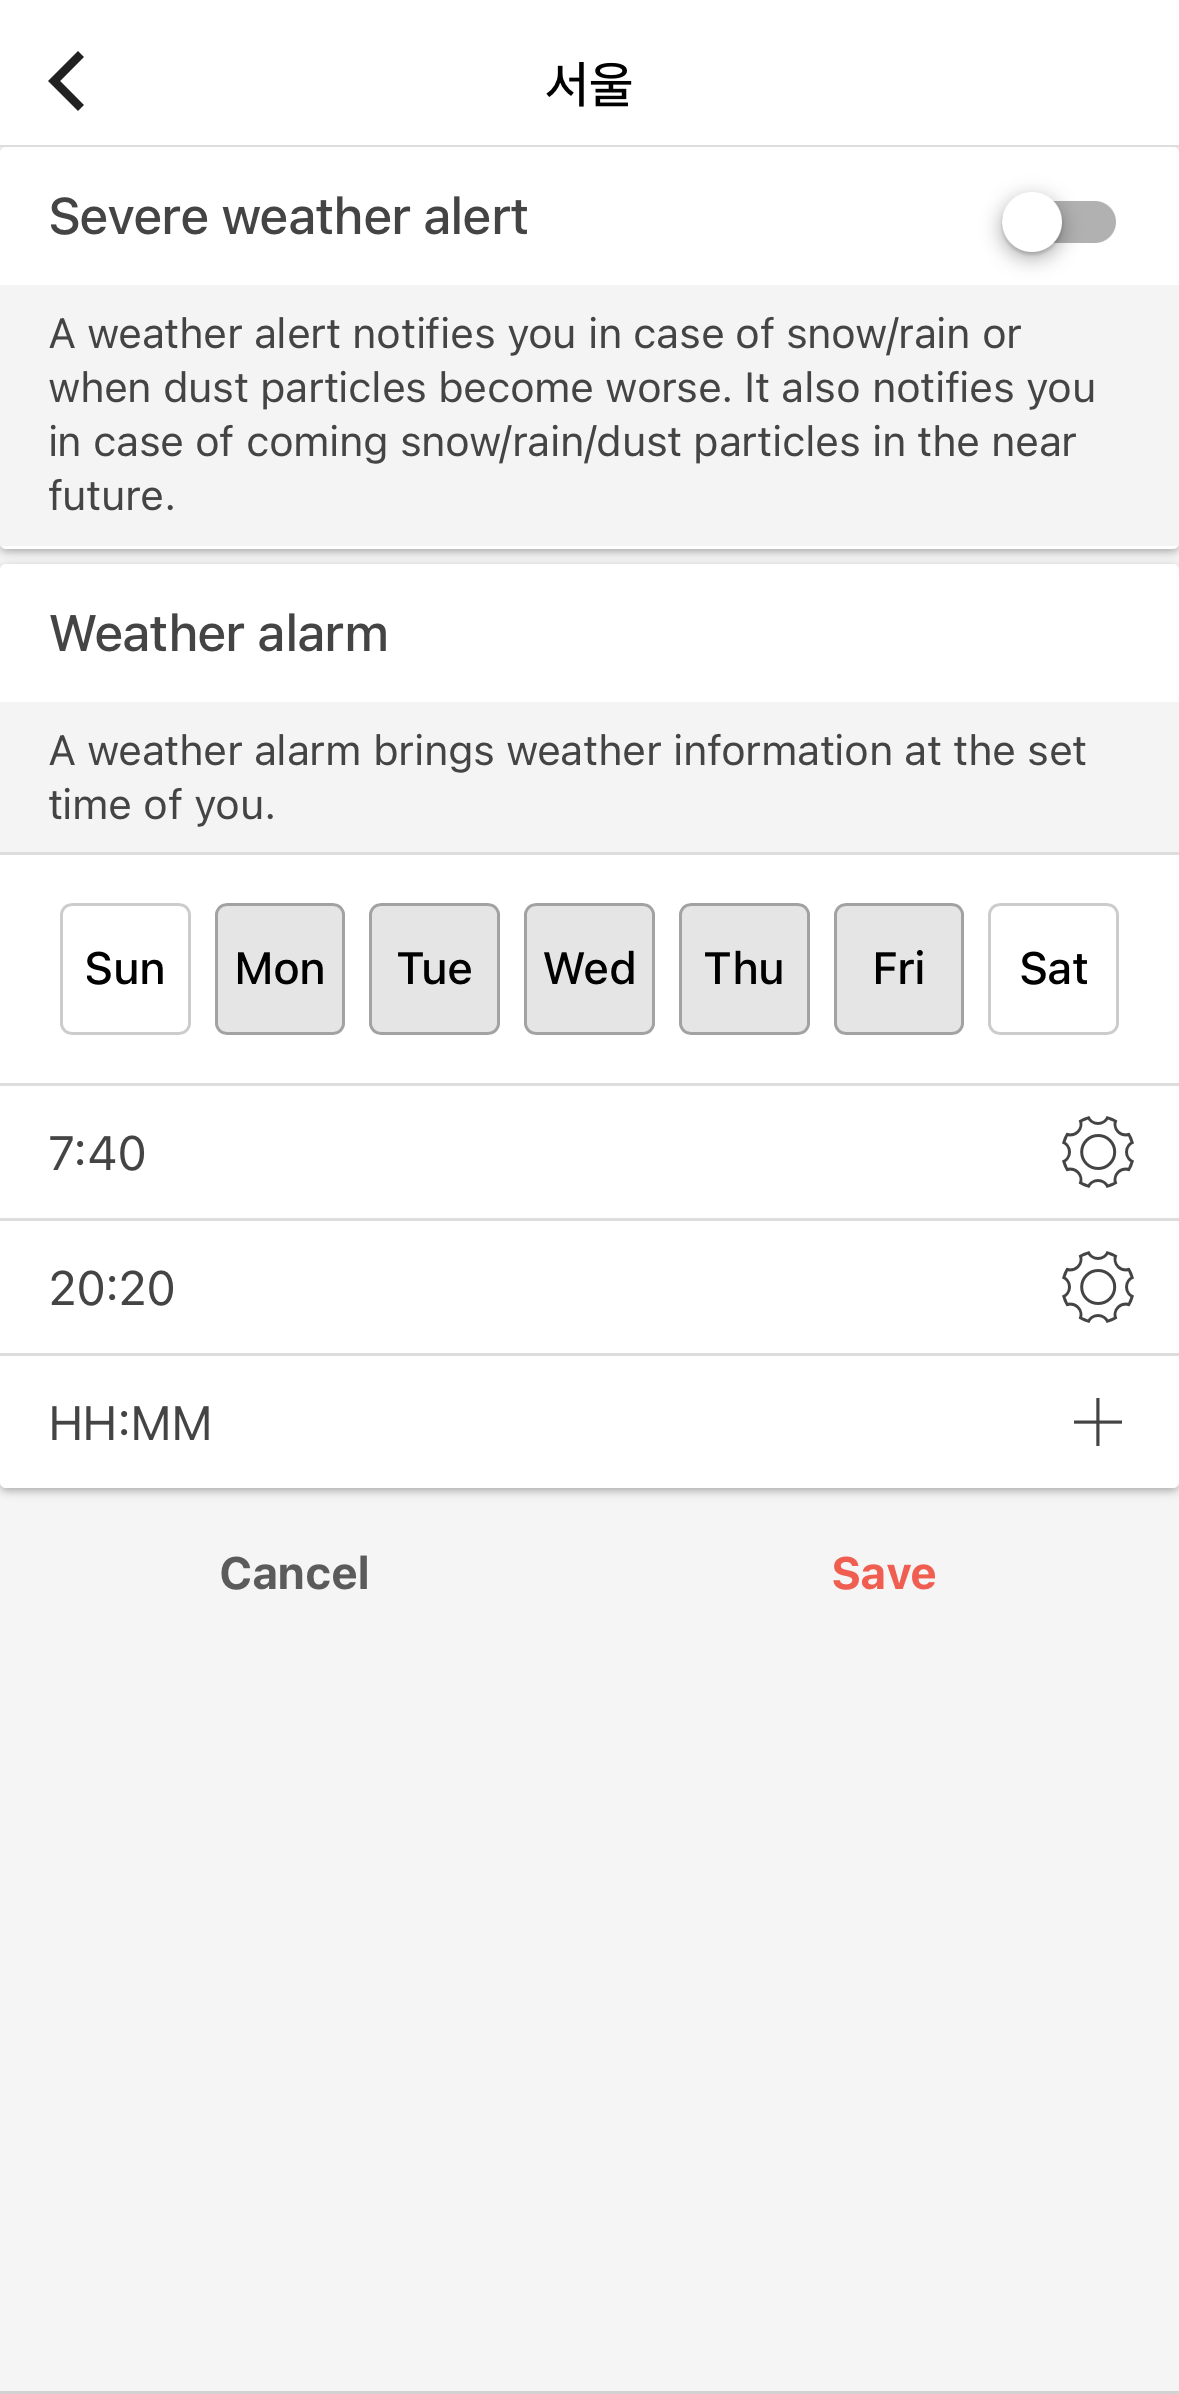 서울
Severe weather alert
A weather alert notifies you in case of snow/rain or
when dust particles become worse. It also notifies you
in case of coming snow/rain/dust particles in the near
future.
Weather alarm
A weather alarm brings weather information at the set
time of you.
Sun Mon Tue Wed Thu Fri Sat
7:40
20:20
HH:MM
Cancel Save